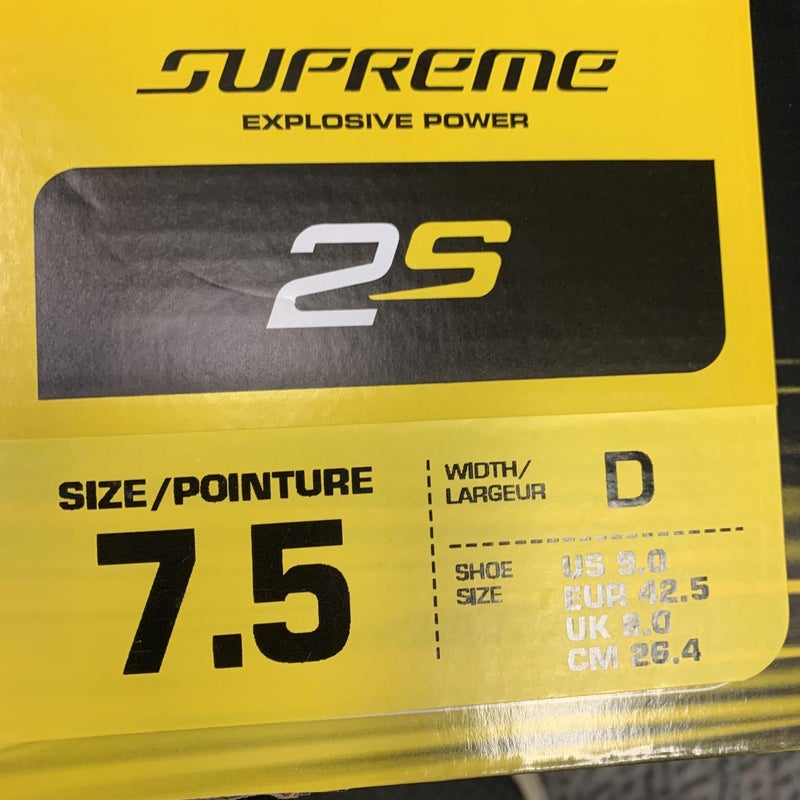 SUPREME
EXPLOSIVE POWER
2S
SIZE/POINTURE
7.5
WIDTH/
LARGEUR
D
SHOE
SIZE
US 9.0
EUR 42.5
UK 8.0
CM 26.4